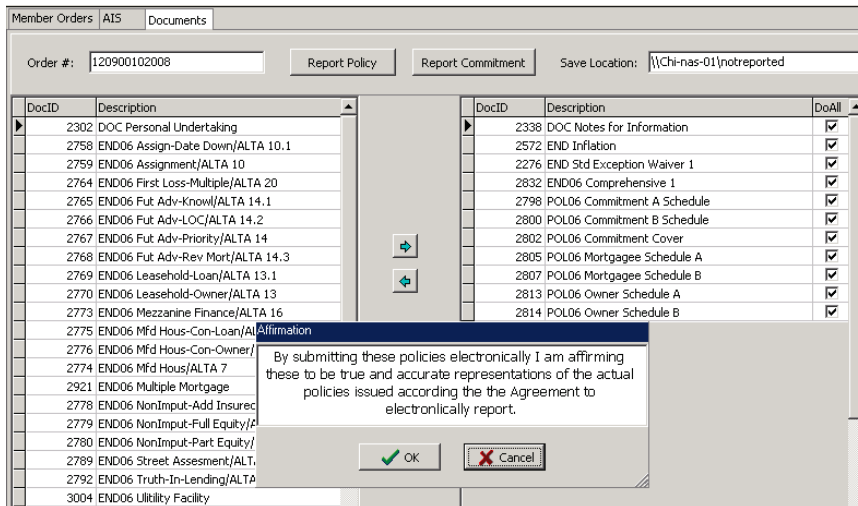 Member Orders AIS Documents
Order #: 120900102008 Report Policy Report Commitment Save Location: \\Chi-nas-01\notreported
DocID Description
2302 DOC Personal Undertaking
2758 END06 Assign-Date Down/ALTA 10.1
2759 END06 Assignment/ALTA 10
2764 END06 First Loss-Multiple/ALTA 20
2765 END06 Fut Adv-Knowl/ALTA 14.1
2766 END06 Fut Adv-LOC/ALTA 14.2
2767 END06 Fut Adv-Priority/ALTA 14
2768 END06 Fut Adv-Rev Mort/ALTA 14.3
2769 END06 Leasehold-Loan/ALTA 13.1
2770 END06 Leasehold-Owner/ALTA 13
2773 END06 Mezzanine Finance/ALTA 16
2775 END06 Mfd Hous-Con-Loan/AL
2776 END06 Mfd Hous-Con-Owner/
2774 END06 Mfd Hous/ALTA 7
2921 END06 Multiple Mortgage
2778 END06 NonImput-Add Insured
2779 END06 NonImput-Full Equity/A
2780 END06 NonImput-Part Equity/
2789 END06 Street Assesment/ALT
2792 END06 Truth-In-Lending/ALTA
3004 END06 Ulitility Facility
DocID Description DoAll
2338 DOC Notes for Information
2572 END Inflation
2276 END Std Exception Waiver 1
2832 END06 Comprehensive 1
2798 POL06 Commitment A Schedule
2800 POL06 Commitment B Schedule
2802 POL06 Commitment Cover
2805 POL06 Mortgagee Schedule A
2807 POL06 Mortgagee Schedule B
2813 POL06 Owner Schedule A
2814 POL06 Owner Schedule B
Affirmation
By submitting these policies electronically I am affirming
these to be true and accurate representations of the actual
policies issued according the the Agreement to
electronlically report.
OK Cancel